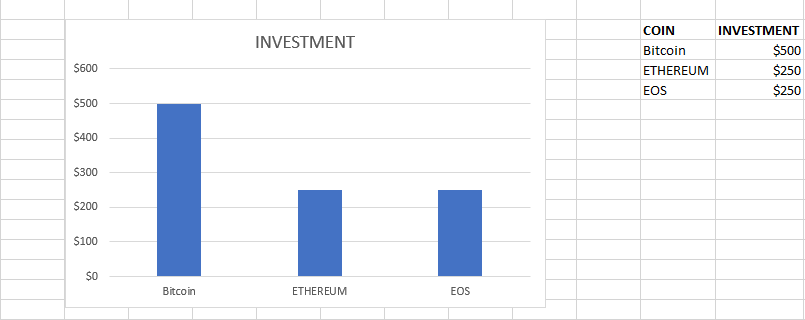 INVESTMENT
$600
$500
$400
$300
$200
$100
$0
Bitcoin ETHEREUM EOS
COIN INVESTMENT
Bitcoin $500
ETHEREUM $250
EOS $250